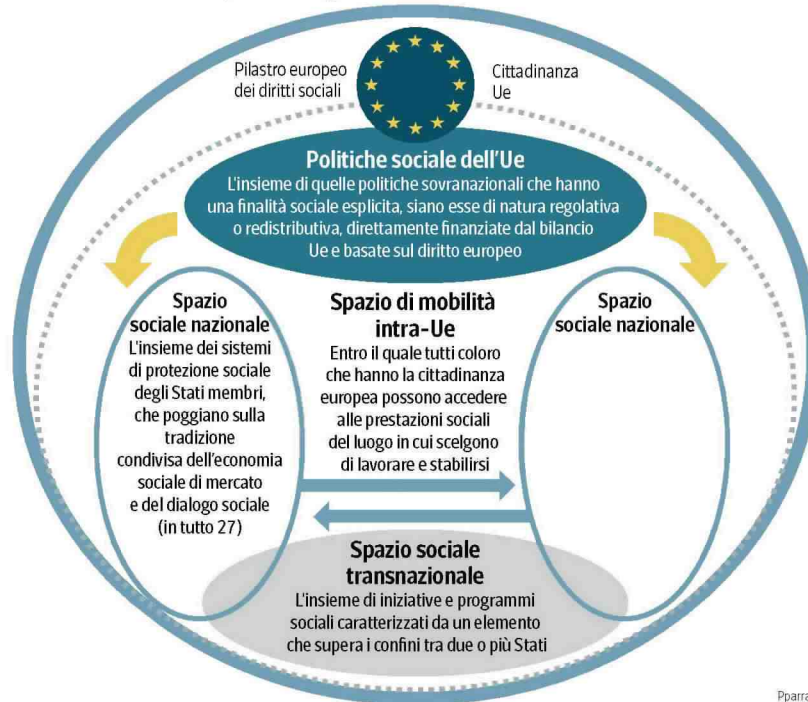 Pilastro europeo
dei diritti sociali
Cittadinanza
Ue
Politiche sociale dell'Ue
L'insieme di quelle politiche sovranazionali che hanno
una finalità sociale esplicita, siano esse di natura regolativa
o redistributiva, direttamente finanziate dal bilancio
Ue e basate sul diritto europeo
Spazio
sociale nazionale
L'insieme dei sistemi
di protezione sociale
degli Stati membri,
che poggiano sulla
tradizione
condivisa dell'economia
sociale di mercato
e del dialogo sociale
(in tutto 27)
Spazio di mobilità
intra-Ue
Entro il quale tutti coloro
che hanno la cittadinanza
europea possono accedere
alle prestazioni sociali
del luogo in cui scelgono
di lavorare e stabilirsi
Spazio
sociale nazionale
Spazio sociale
transnazionale
L'insieme di iniziative e programmi
sociali caratterizzati da un elemento
che supera i confini tra due o più Stati
Pparra